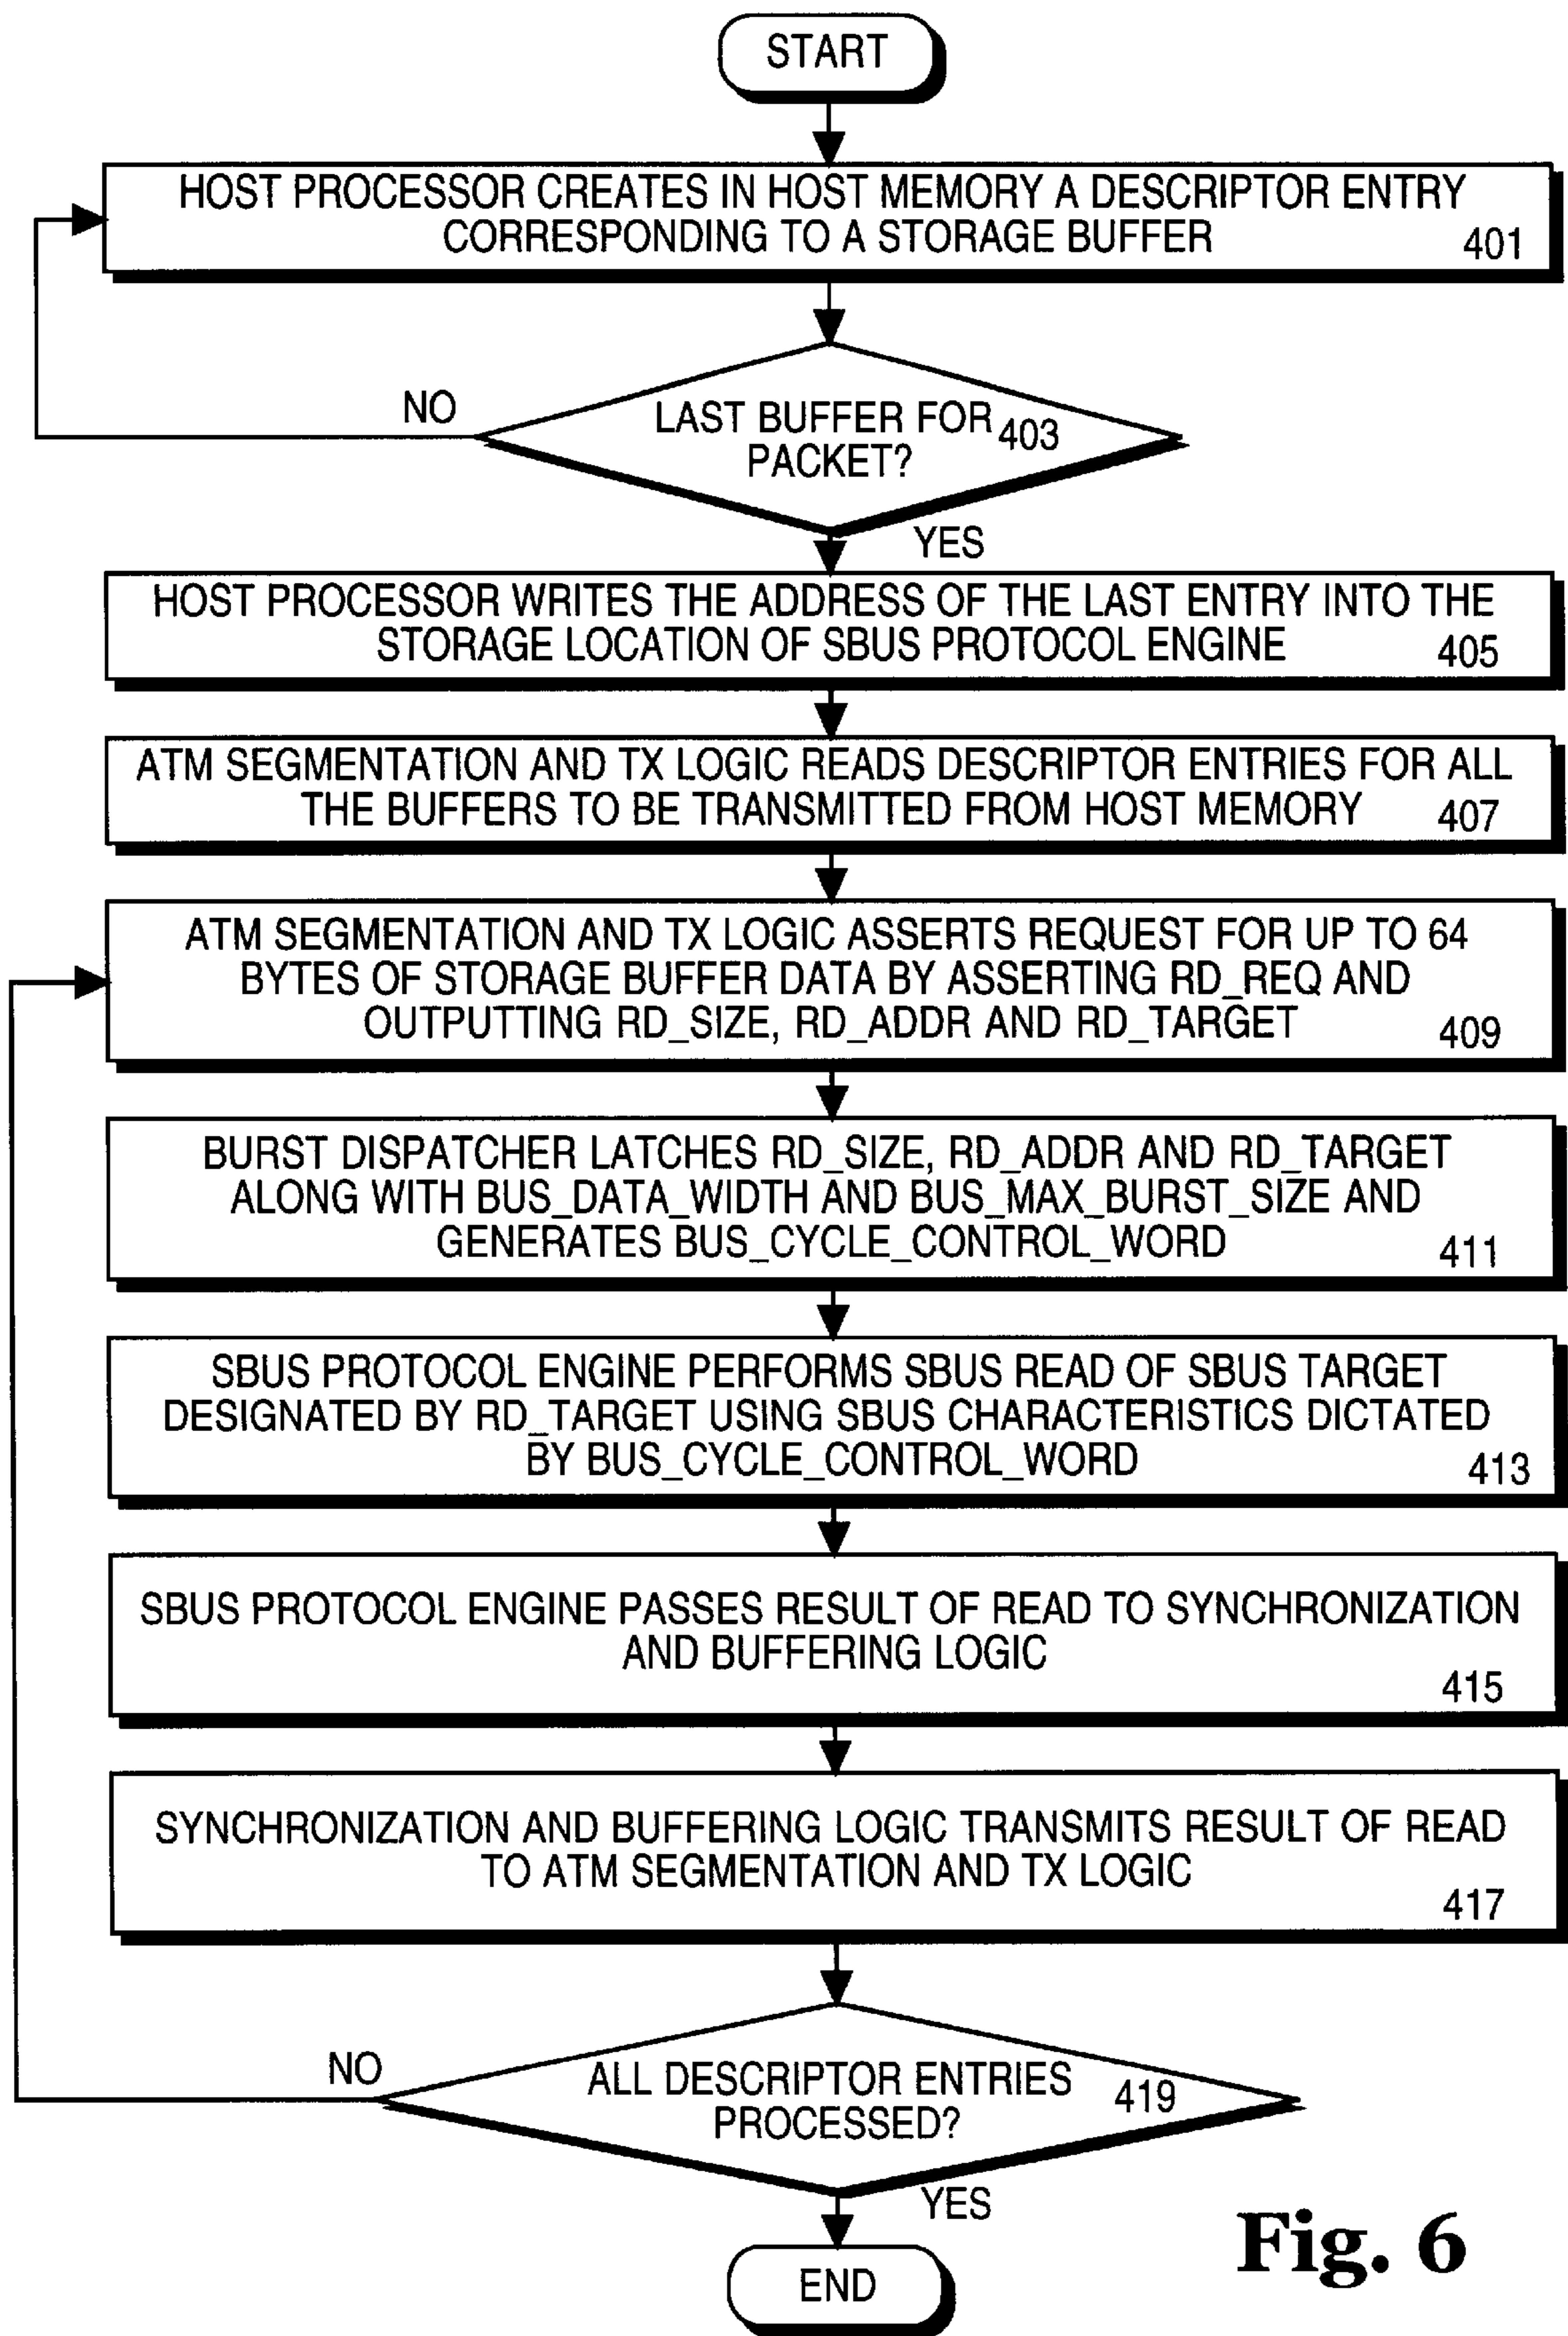 START
HOST PROCESSOR CREATES IN HOST MEMORY A DESCRIPTOR ENTRY
CORRESPONDING TO A STORAGE BUFFER
401
NO
LAST BUFFER FOR
PACKET?
403
YES
HOST PROCESSOR WRITES THE ADDRESS OF THE LAST ENTRY INTO THE
STORAGE LOCATION OF SBUS PROTOCOL ENGINE
405
ATM SEGMENTATION AND TX LOGIC READS DESCRIPTOR ENTRIES FOR ALL
THE BUFFERS TO BE TRANSMITTED FROM HOST MEMORY
407
ATM SEGMENTATION AND TX LOGIC ASSERTS REQUEST FOR UP TO 64
BYTES OF STORAGE BUFFER DATA BY ASSERTING RD_REQ AND
OUTPUTTING RD_SIZE, RD_ADDR AND RD_TARGET
409
BURST DISPATCHER LATCHES RD_SIZE, RD_ADDR AND RD_TARGET
ALONG WITH BUS_DATA_WIDTH AND BUS_MAX_BURST_SIZE AND
GENERATES BUS_CYCLE_CONTROL_WORD
411
SBUS PROTOCOL ENGINE PERFORMS SBUS READ OF SBUS TARGET
DESIGNATED BY RD_TARGET USING SBUS CHARACTERISTICS DICTATED
BY BUS_CYCLE_CONTROL_WORD
413
SBUS PROTOCOL ENGINE PASSES RESULT OF READ TO SYNCHRONIZATION
AND BUFFERING LOGIC
415
SYNCHRONIZATION AND BUFFERING LOGIC TRANSMITS RESULT OF READ
TO ATM SEGMENTATION AND TX LOGIC
417
NO
ALL DESCRIPTOR ENTRIES
PROCESSED?
419
YES
END
Fig. 6